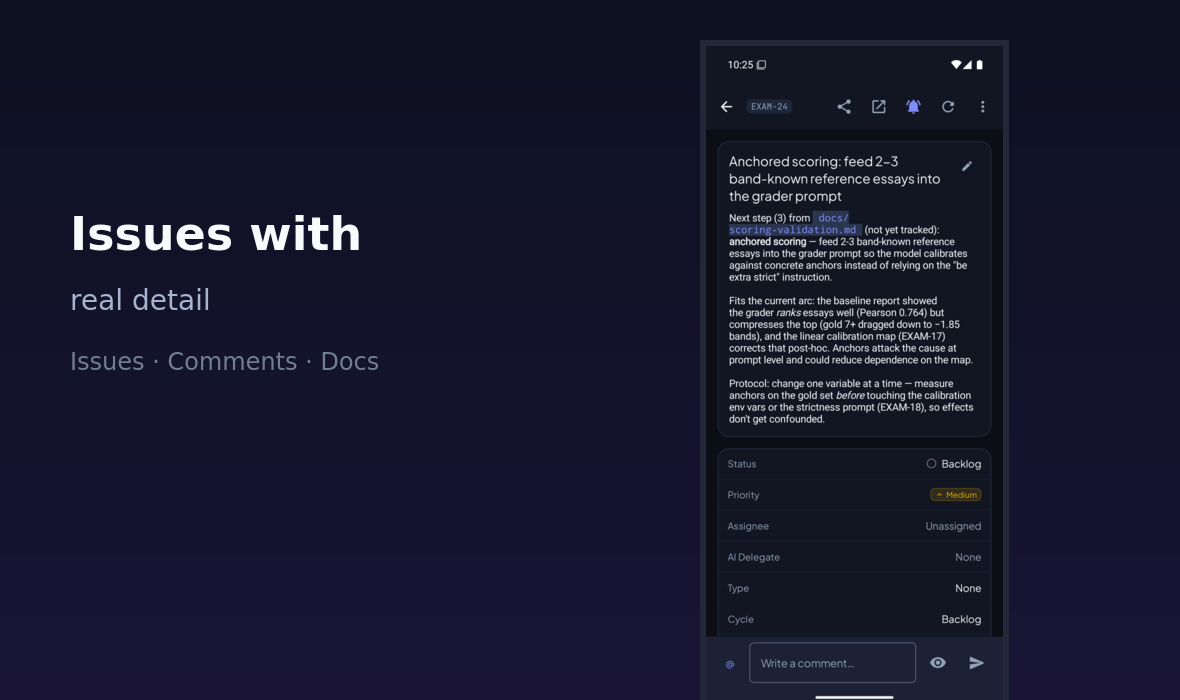 Issues with
real detail
Issues · Comments · Docs
10:25
EXAM-24
Anchored scoring: feed 2–3
band-known reference essays into
the grader prompt
Next step (3) from docs/
scoring-validation.md (not yet tracked):
anchored scoring — feed 2-3 band-known reference
essays into the grader prompt so the model calibrates
against concrete anchors instead of relying on the "be
extra strict" instruction.
Fits the current arc: the baseline report showed
the grader ranks essays well (Pearson 0.764) but
compresses the top (gold 7+ dragged down to −1.85
bands), and the linear calibration map (EXAM-17)
corrects that post-hoc. Anchors attack the cause at
prompt level and could reduce dependence on the map.
Protocol: change one variable at a time — measure
anchors on the gold set before touching the calibration
env vars or the strictness prompt (EXAM-18), so effects
don't get confounded.
Status Backlog
Priority Medium
Assignee Unassigned
AI Delegate None
Type None
Cycle Backlog
@ Write a comment...